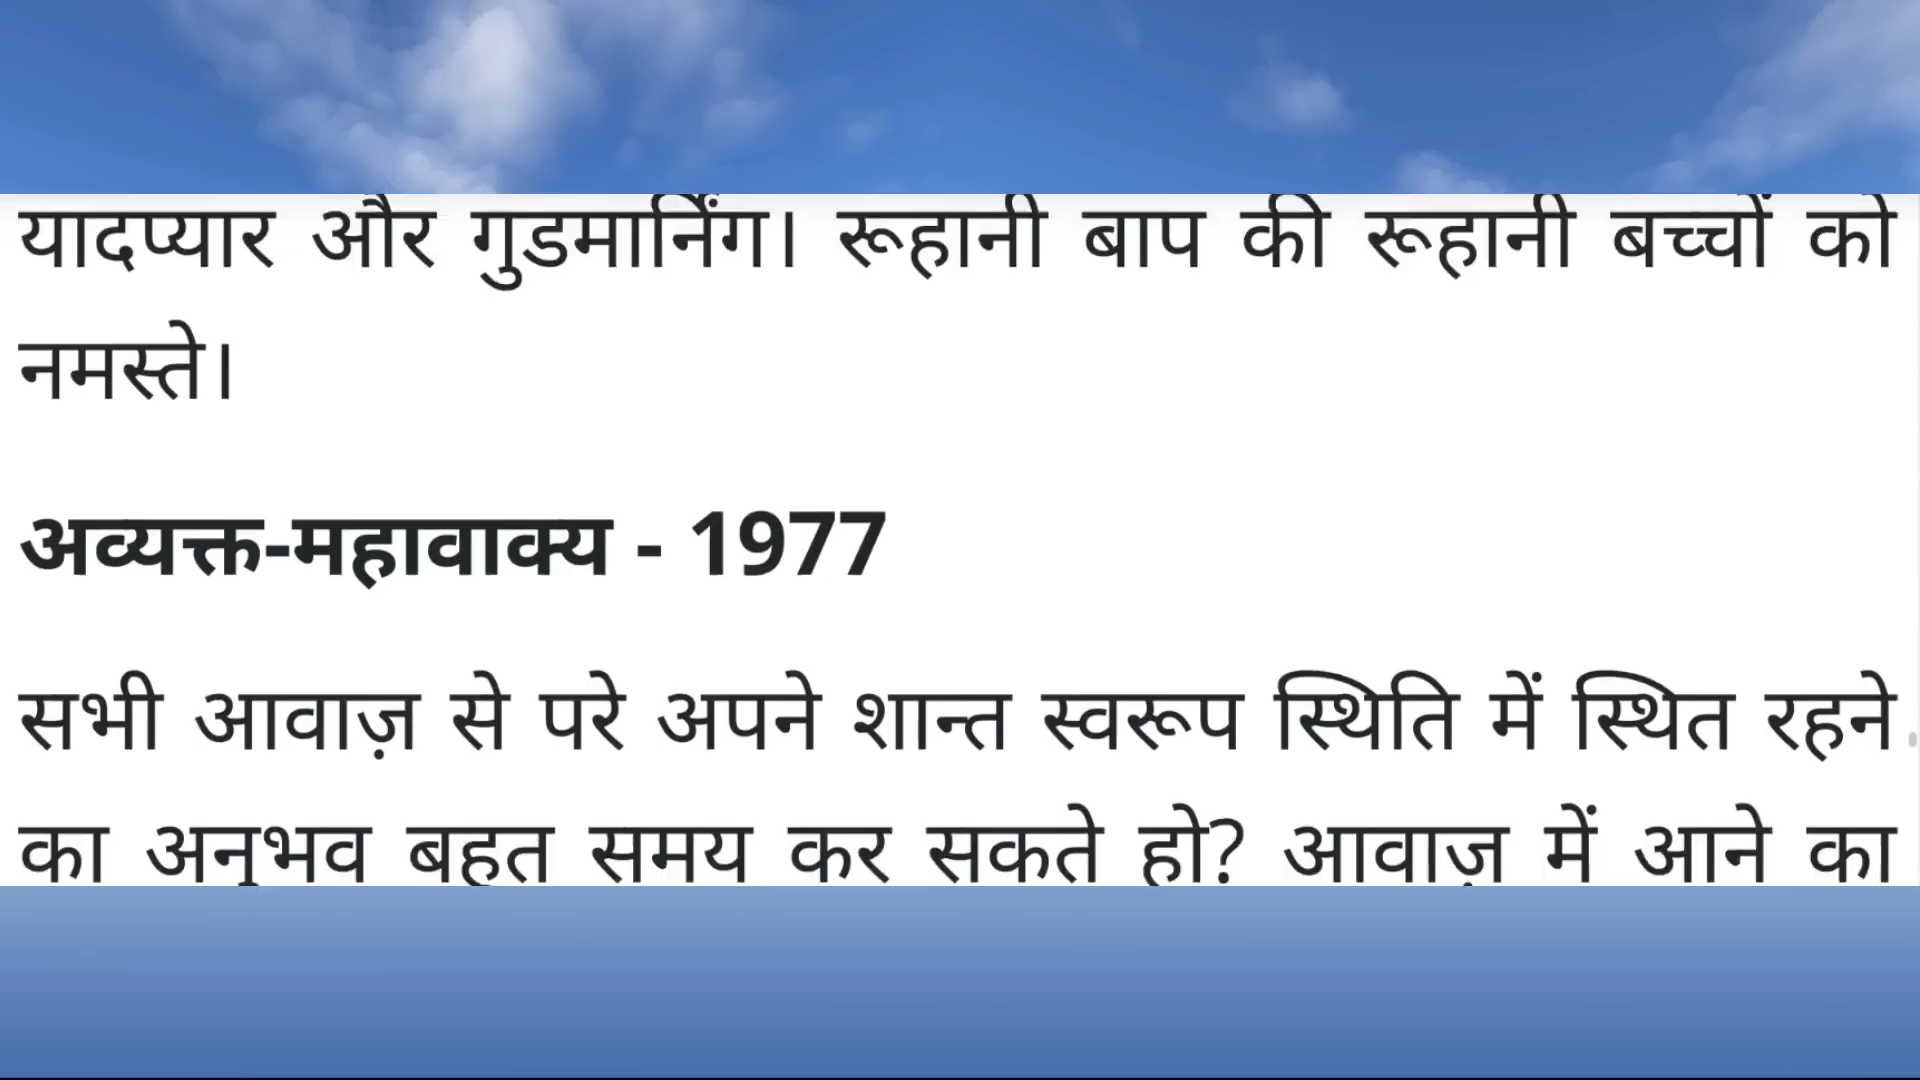 यादप्यार और गुडमार्निंग। रूहानी बाप की रूहानी बच्चों को
नमस्ते।
अव्यक्त-महावाक्य - 1977
सभी आवाज़ से परे अपने शान्त स्वरूप स्थिति में स्थित रहने
का अनुभव बहुत समय कर सकते हो? आवाज़ में आने का